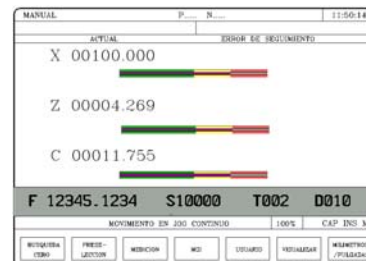 MANUAL P..... N..... 11:50:14
ACTUAL ERROR DE SEGUIMIENTO
X 00100.000
Z 00004.269
C 00011.755
F 12345.1234 S10000 T002 D010
MOVIMIENTO EN JOG CONTINUO 100% CAP INS M
BUSQUEDA CERO PRESE-LECCION MEDICION MDI USUARIO VISUALIZAR MILIMETROS /PULGADAS